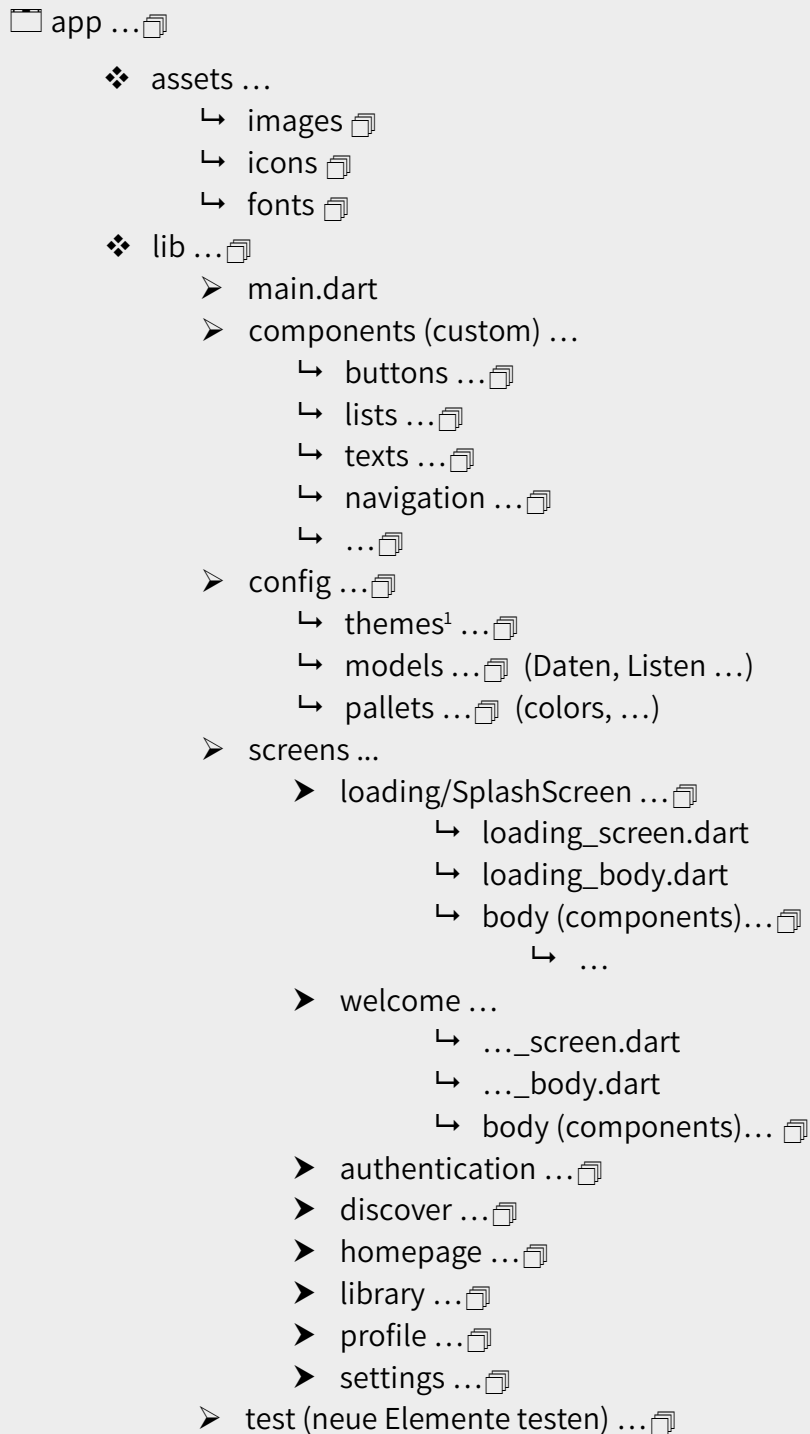 🗀 app …🗇
❖ assets …
↳ images 🗇
↳ icons 🗇
↳ fonts 🗇
❖ lib …🗇
➢ main.dart
➢ components (custom) …
↳ buttons …🗇
↳ lists …🗇
↳ texts …🗇
↳ navigation …🗇
↳ …🗇
➢ config …🗇
↳ themes¹ …🗇
↳ models …🗇 (Daten, Listen …)
↳ pallets …🗇 (colors, …)
➢ screens ...
➤ loading/SplashScreen …🗇
↳ loading_screen.dart
↳ loading_body.dart
↳ body (components)…🗇
↳ …
➤ welcome …
↳ …_screen.dart
↳ …_body.dart
↳ body (components)… 🗇
➤ authentication …🗇
➤ discover …🗇
➤ homepage …🗇
➤ library …🗇
➤ profile …🗇
➤ settings …🗇
➢ test (neue Elemente testen) …🗇